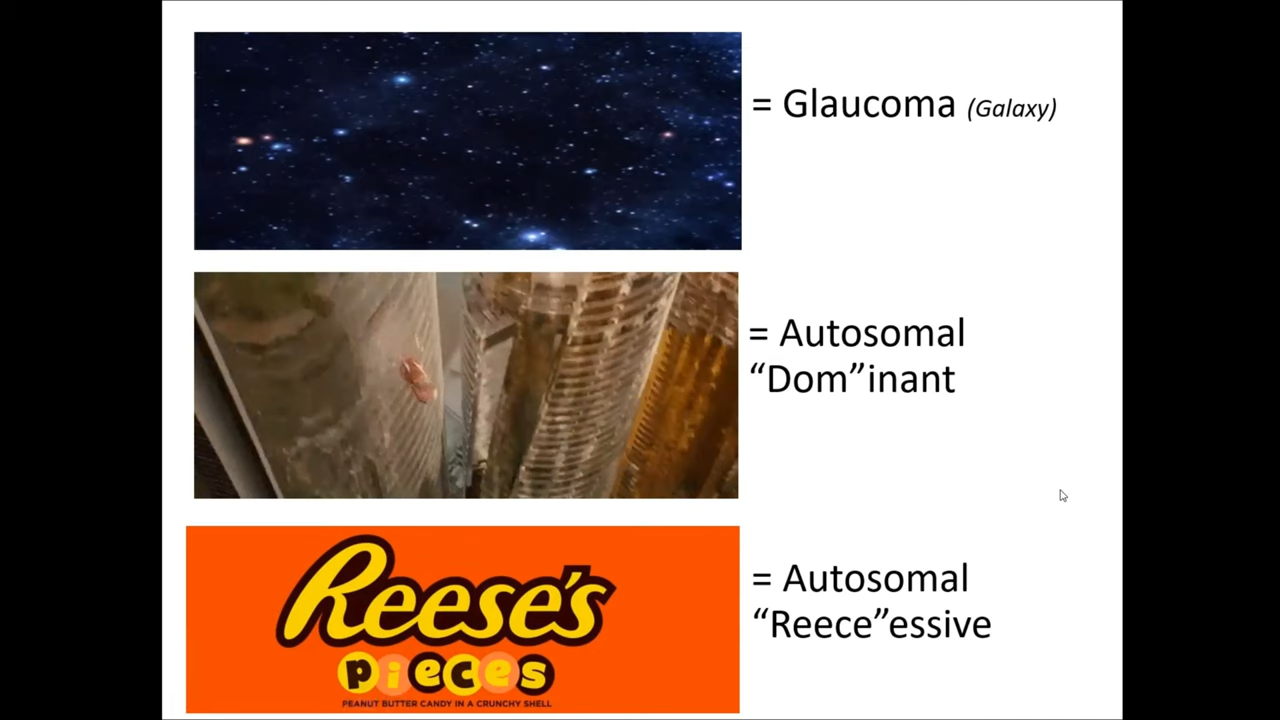 = Glaucoma (Galaxy)
= Autosomal
“Dom”inant
Reese's
pieces
PEANUT BUTTER CANDY IN A CRUNCHY SHELL
= Autosomal
“Reece”essive